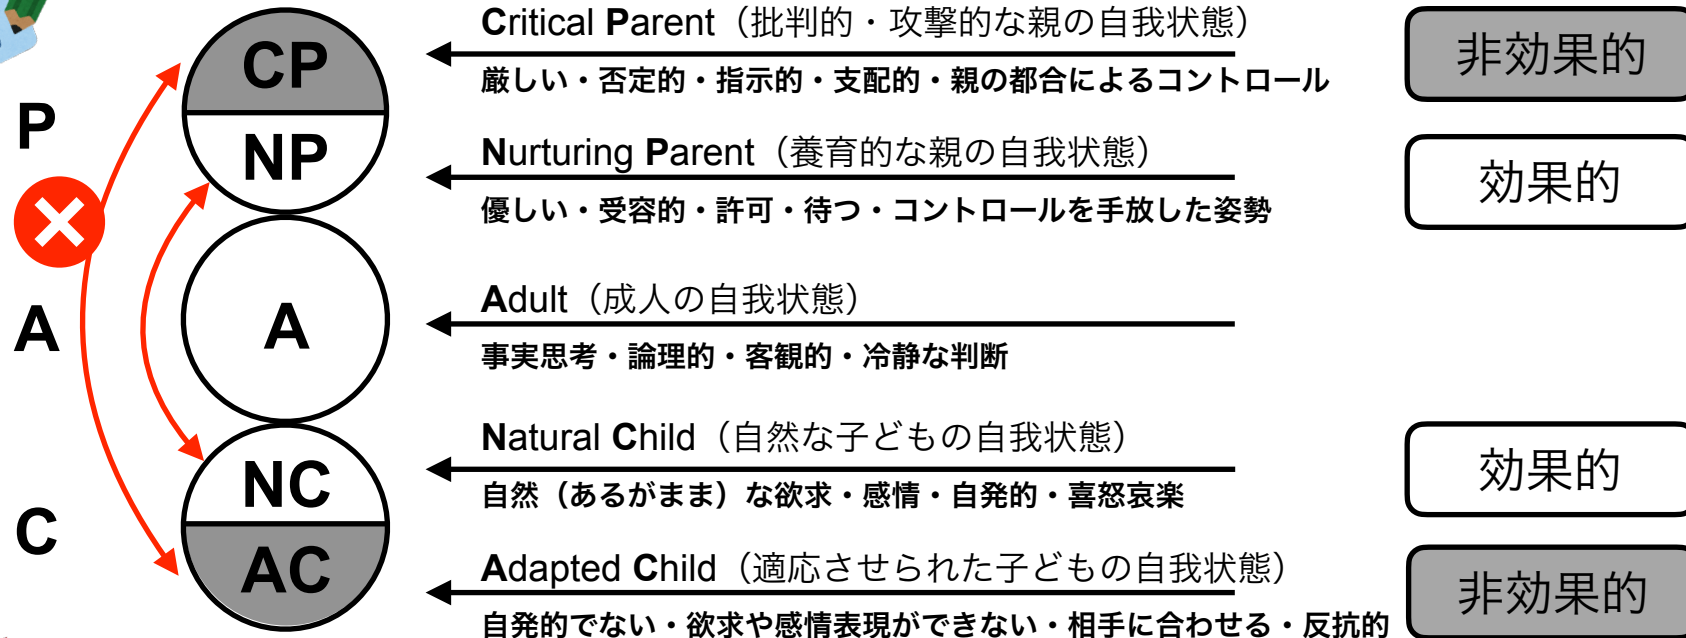 Critical Parent（批判的・攻撃的な親の自我状態）
CP
厳しい・否定的・指示的・支配的・親の都合によるコントロール
非効果的
P
Nurturing Parent（養育的な親の自我状態）
NP
優しい・受容的・許可・待つ・コントロールを手放した姿勢
効果的
A
Adult（成人の自我状態）
A
事実思考・論理的・客観的・冷静な判断
Natural Child（自然な子どもの自我状態）
NC
自然（あるがまま）な欲求・感情・自発的・喜怒哀楽
効果的
C
Adapted Child（適応させられた子どもの自我状態）
AC
自発的でない・欲求や感情表現ができない・相手に合わせる・反抗的
非効果的